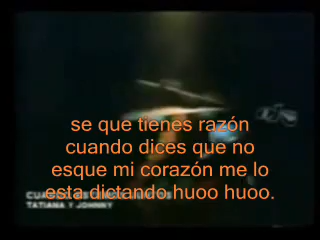 se que tienes razón
cuando dices que no
esque mi corazón me lo
esta dictando.huoo huoo.
TATIANA Y JOHNNY